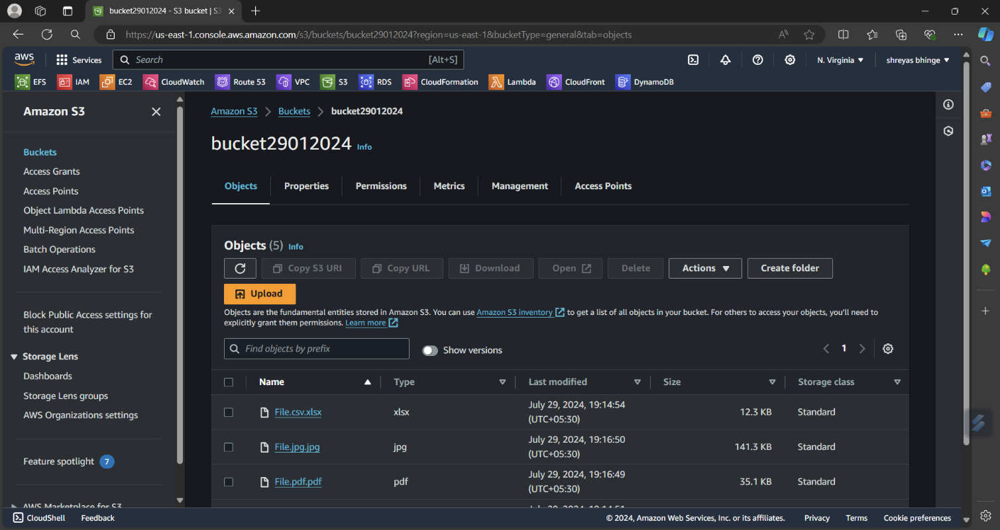 bucket29012024 - S3 bucket | S3
https://us-east-1.console.aws.amazon.com/s3/buckets/bucket29012024?region=us-east-1&bucketType=general&tab=objects
aws Services Search [Alt+S] N. Virginia shreyas bhinge
EFS IAM EC2 CloudWatch Route 53 VPC S3 RDS CloudFormation Lambda CloudFront DynamoDB
Amazon S3
Buckets
Access Grants
Access Points
Object Lambda Access Points
Multi-Region Access Points
Batch Operations
IAM Access Analyzer for S3
Block Public Access settings for
this account
Storage Lens
Dashboards
Storage Lens groups
AWS Organizations settings
Feature spotlight 7
AWS Marketplace for S3
Amazon S3 Buckets bucket29012024
bucket29012024 Info
Objects Properties Permissions Metrics Management Access Points
Objects (5) Info
Copy S3 URI Copy URL Download Open Delete Actions Create folder
Upload
Objects are the fundamental entities stored in Amazon S3. You can use Amazon S3 inventory to get a list of all objects in your bucket. For others to access your objects, you'll need to
explicitly grant them permissions. Learn more
Find objects by prefix Show versions 1
Name Type Last modified Size Storage class
File.csv.xlsx xlsx July 29, 2024, 19:14:54 (UTC+05:30) 12.3 KB Standard
File.jpg.jpg jpg July 29, 2024, 19:16:50 (UTC+05:30) 141.3 KB Standard
File.pdf.pdf pdf July 29, 2024, 19:16:49 (UTC+05:30) 35.1 KB Standard
CloudShell Feedback © 2024, Amazon Web Services, Inc. or its affiliates. Privacy Terms Cookie preferences